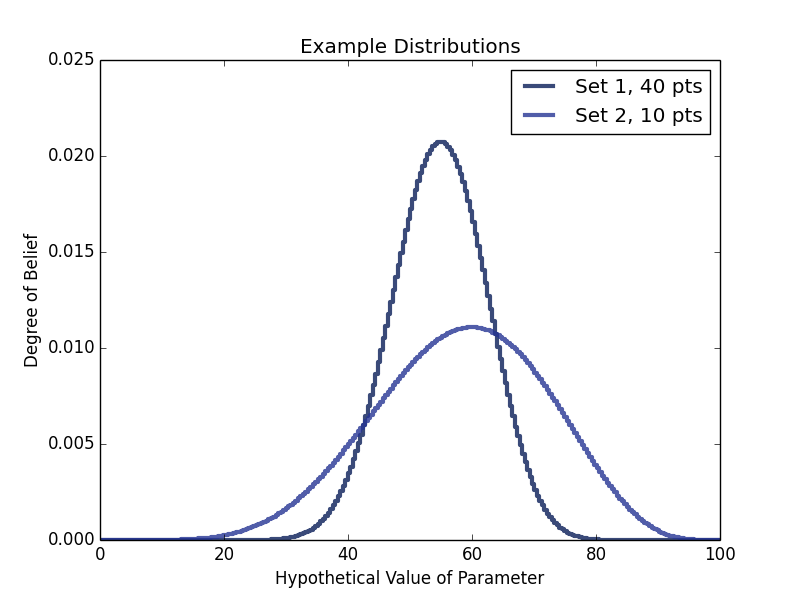 Example Distributions
0.025
0.020
0.015
0.010
0.005
0.000
Degree of Belief
Set 1, 40 pts
Set 2, 10 pts
0 20 40 60 80 100
Hypothetical Value of Parameter